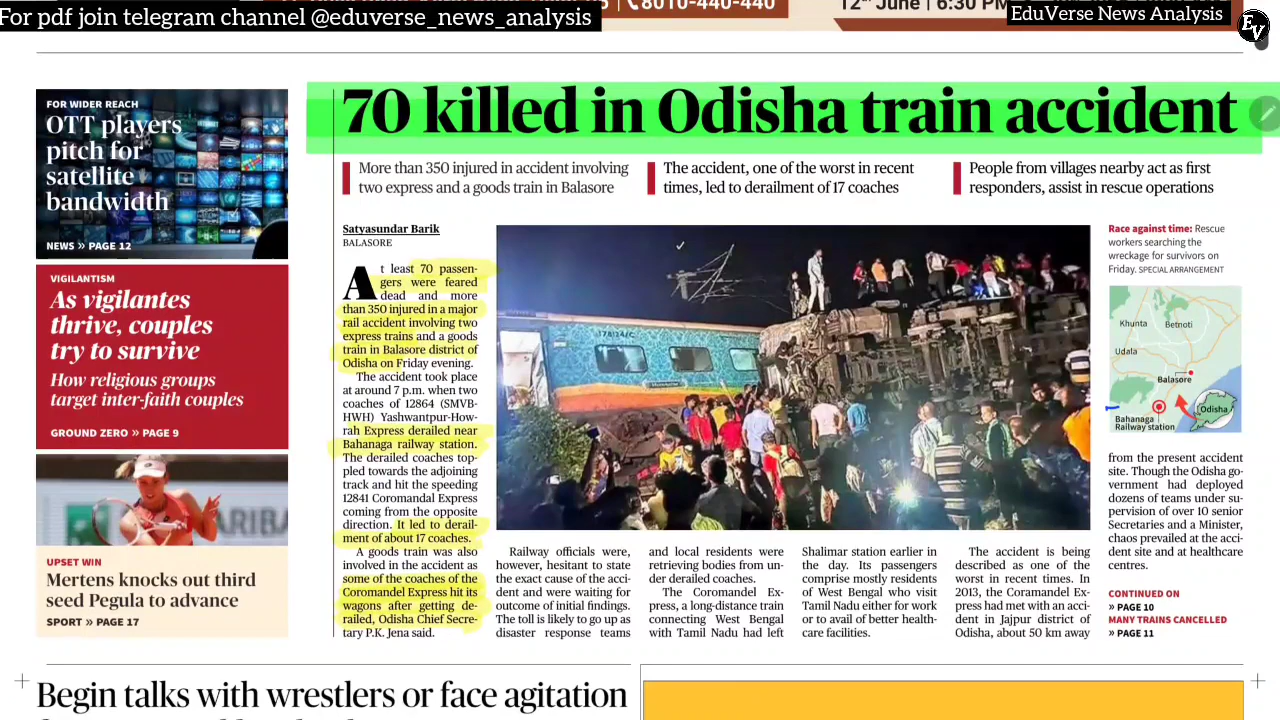 For pdf join telegram channel @eduverse_news_analysis
8010-440-440
12th June | 6:30 PM
EduVerse News Analysis
EV
FOR WIDER REACH
OTT players
pitch for
satellite
bandwidth
NEWS » PAGE 12
VIGILANTISM
As vigilantes
thrive, couples
try to survive
How religious groups
target inter-faith couples
GROUND ZERO » PAGE 9
UPSET WIN
Mertens knocks out third
seed Pegula to advance
SPORT » PAGE 17
70 killed in Odisha train accident
More than 350 injured in accident involving
two express and a goods train in Balasore
The accident, one of the worst in recent
times, led to derailment of 17 coaches
People from villages nearby act as first
responders, assist in rescue operations
Satyasundar Barik
BALASORE
At least 70 passen-
gers were feared
dead and more
than 350 injured in a major
rail accident involving two
express trains and a goods
train in Balasore district of
Odisha on Friday evening.
The accident took place
at around 7 p.m. when two
coaches of 12864 (SMVB-
HWH) Yashwantpur-How-
rah Express derailed near
Bahanaga railway station.
The derailed coaches top-
pled towards the adjoining
track and hit the speeding
12841 Coromandal Express
coming from the opposite
direction. It led to derail-
ment of about 17 coaches.
A goods train was also
involved in the accident as
some of the coaches of the
Coromandel Express hit its
wagons after getting de-
railed, Odisha Chief Secre-
tary P.K. Jena said.
Railway officials were,
however, hesitant to state
the exact cause of the acci-
dent and were waiting for
outcome of initial findings.
The toll is likely to go up as
disaster response teams
and local residents were
retrieving bodies from un-
der derailed coaches.
The Coromandel Ex-
press, a long-distance train
connecting West Bengal
with Tamil Nadu had left
Shalimar station earlier in
the day. Its passengers
comprise mostly residents
of West Bengal who visit
Tamil Nadu either for work
or to avail of better health-
care facilities.
The accident is being
described as one of the
worst in recent times. In
2013, the Coramandel Ex-
press had met with an acci-
dent in Jajpur district of
Odisha, about 50 km away
Race against time: Rescue
workers searching the
wreckage for survivors on
Friday. SPECIAL ARRANGEMENT
Khunta
Betnoti
Udala
Balasore
Odisha
Bahanaga
Railway station
from the present accident
site. Though the Odisha go-
vernment had deployed
dozens of teams under su-
pervision of over 10 senior
Secretaries and a Minister,
chaos prevailed at the acci-
dent site and at healthcare
centres.
CONTINUED ON
» PAGE 10
MANY TRAINS CANCELLED
» PAGE 11
Begin talks with wrestlers or face agitation